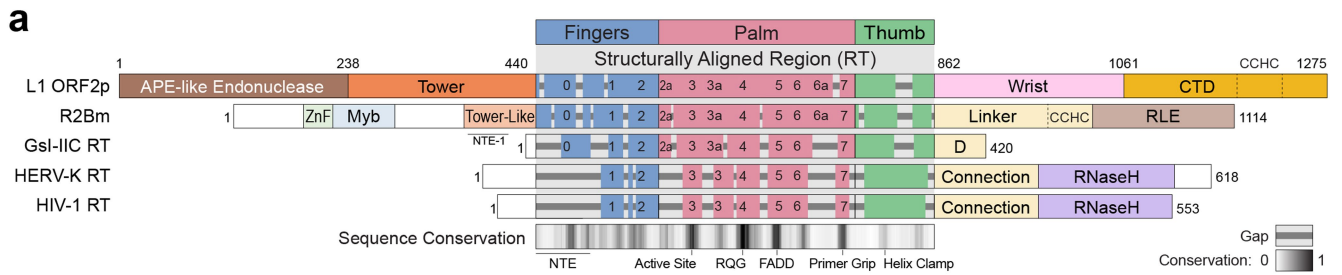 a
Fingers Palm Thumb
Structurally Aligned Region (RT)
1 238 440 862 1061 CCHC 1275
L1 ORF2p APE-like Endonuclease Tower 0 1 2 2a 3 3a 4 5 6 6a 7 Wrist CTD
R2Bm 1 ZnF Myb Tower-Like 0 1 2 2a 3 3a 4 5 6 6a 7 Linker CCHC RLE 1114
NTE-1
GsI-IIC RT 1 0 1 2 2a 3 3a 4 5 6 7 D 420
HERV-K RT 1 1 2 3 3 4 5 6 7 Connection RNaseH 618
HIV-1 RT 1 1 2 3 3 4 5 6 7 Connection RNaseH 553
Sequence Conservation
Gap
NTE Active Site RQG FADD Primer Grip Helix Clamp
Conservation: 0 1